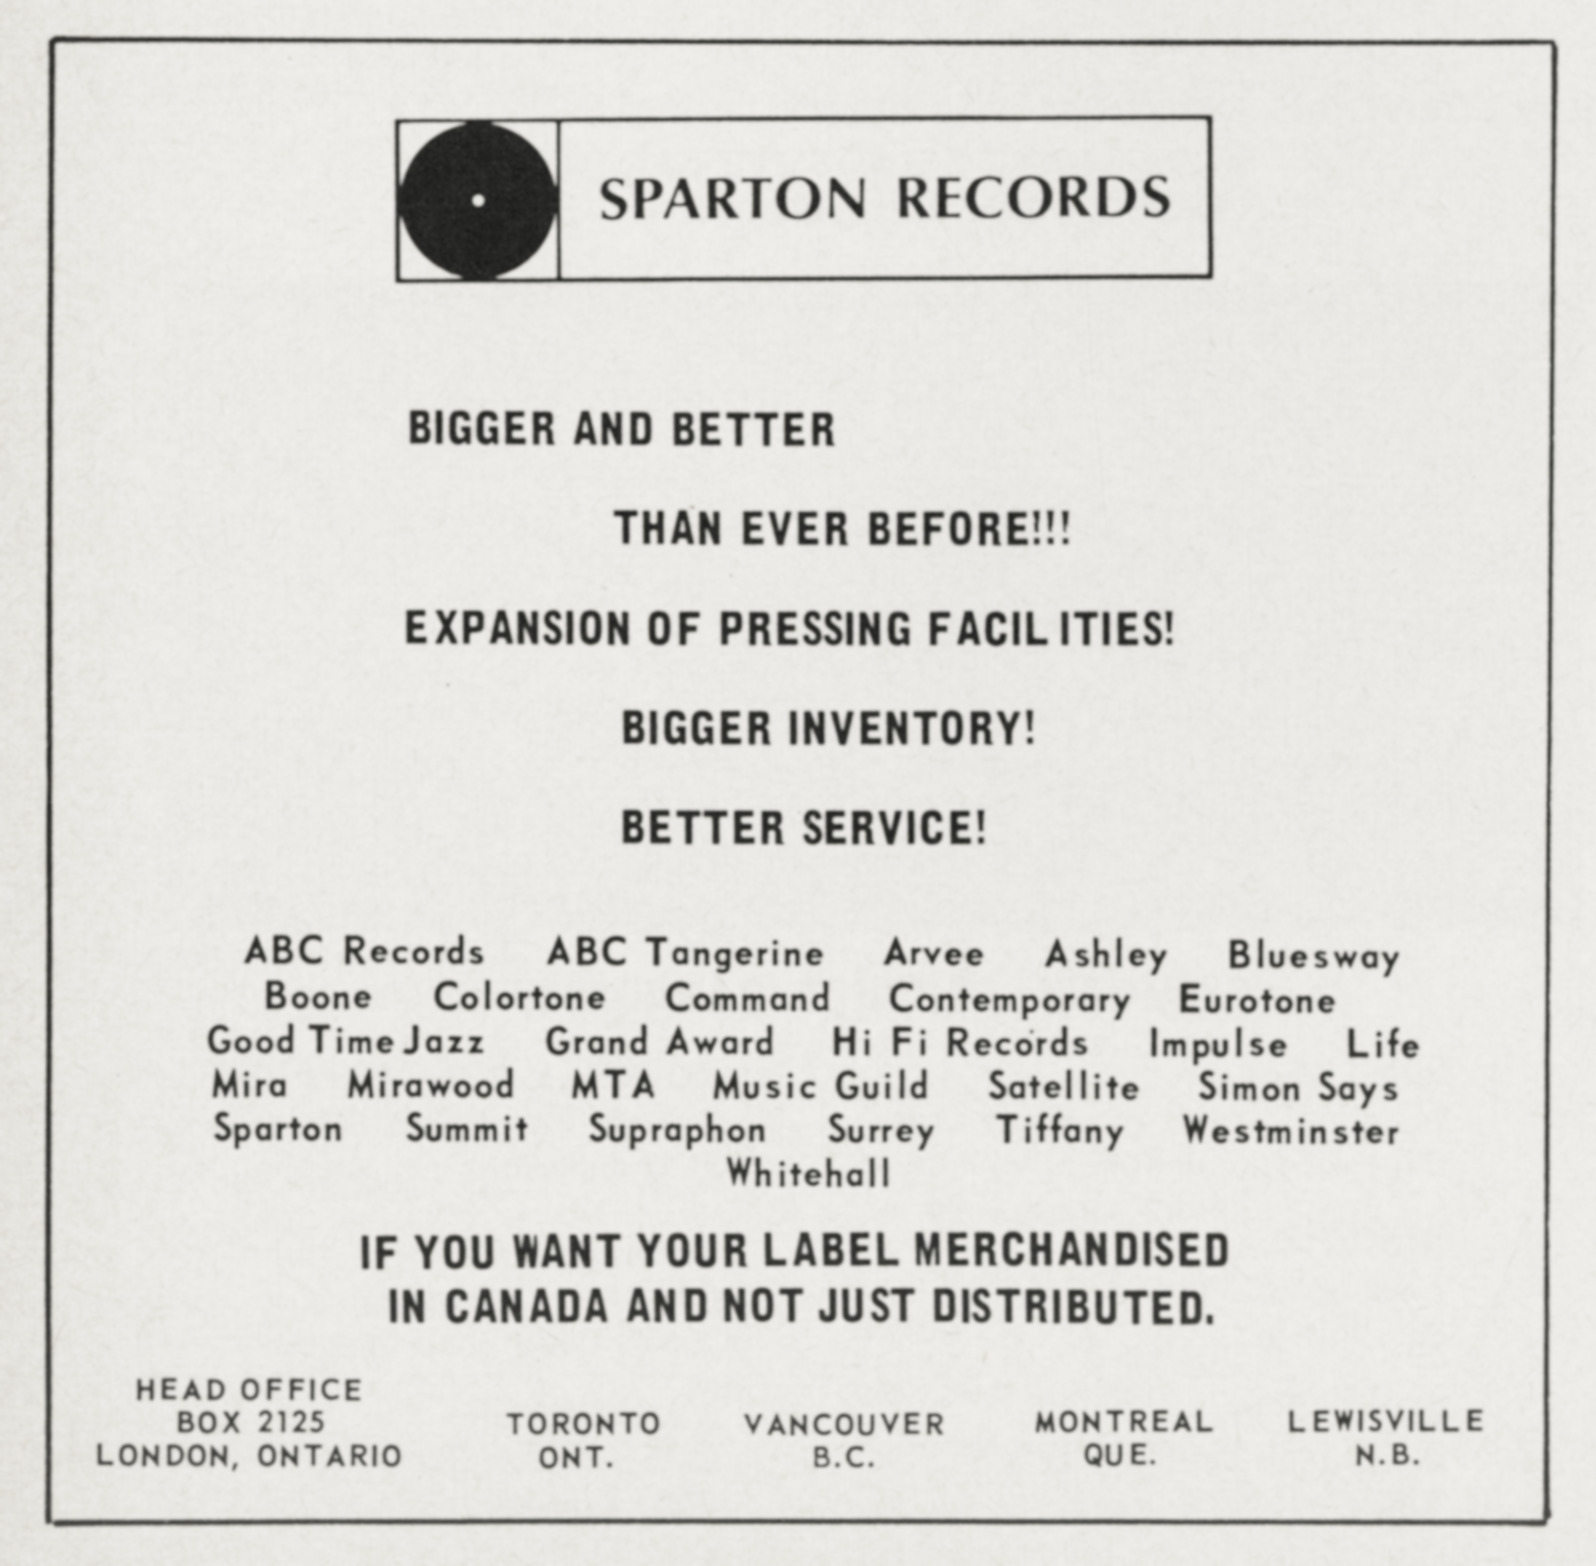 SPARTON RECORDS
BIGGER AND BETTER
THAN EVER BEFORE!!!
EXPANSION OF PRESSING FACILITIES!
BIGGER INVENTORY!
BETTER SERVICE!
ABC Records ABC Tangerine Arvee Ashley Bluesway
Boone Colortone Command Contemporary Eurotone
Good Time Jazz Grand Award Hi Fi Records Impulse Life
Mira Mirawood MTA Music Guild Satellite Simon Says
Sparton Summit Supraphon Surrey Tiffany Westminster
Whitehall
IF YOU WANT YOUR LABEL MERCHANDISED
IN CANADA AND NOT JUST DISTRIBUTED.
HEAD OFFICE
BOX 2125
LONDON, ONTARIO
TORONTO
ONT.
VANCOUVER
B.C.
MONTREAL
QUE.
LEWISVILLE
N.B.